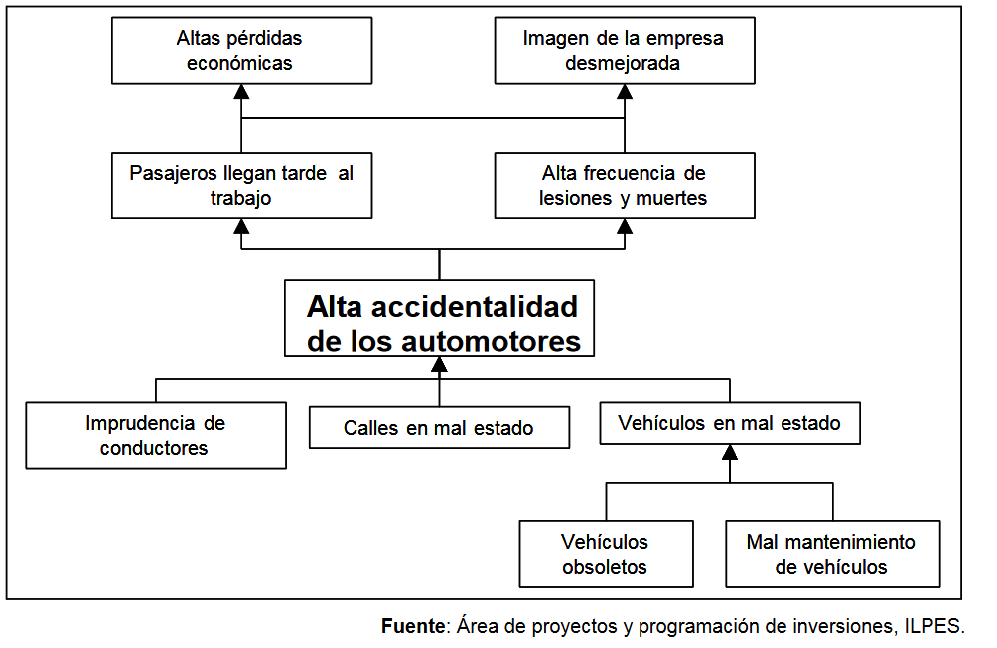 Altas pérdidas
económicas
Imagen de la empresa
desmejorada
Pasajeros llegan tarde al
trabajo
Alta frecuencia de
lesiones y muertes
Alta accidentalidad
de los automotores
Imprudencia de
conductores
Calles en mal estado
Vehículos en mal estado
Vehículos
obsoletos
Mal mantenimiento
de vehículos
Fuente: Área de proyectos y programación de inversiones, ILPES.